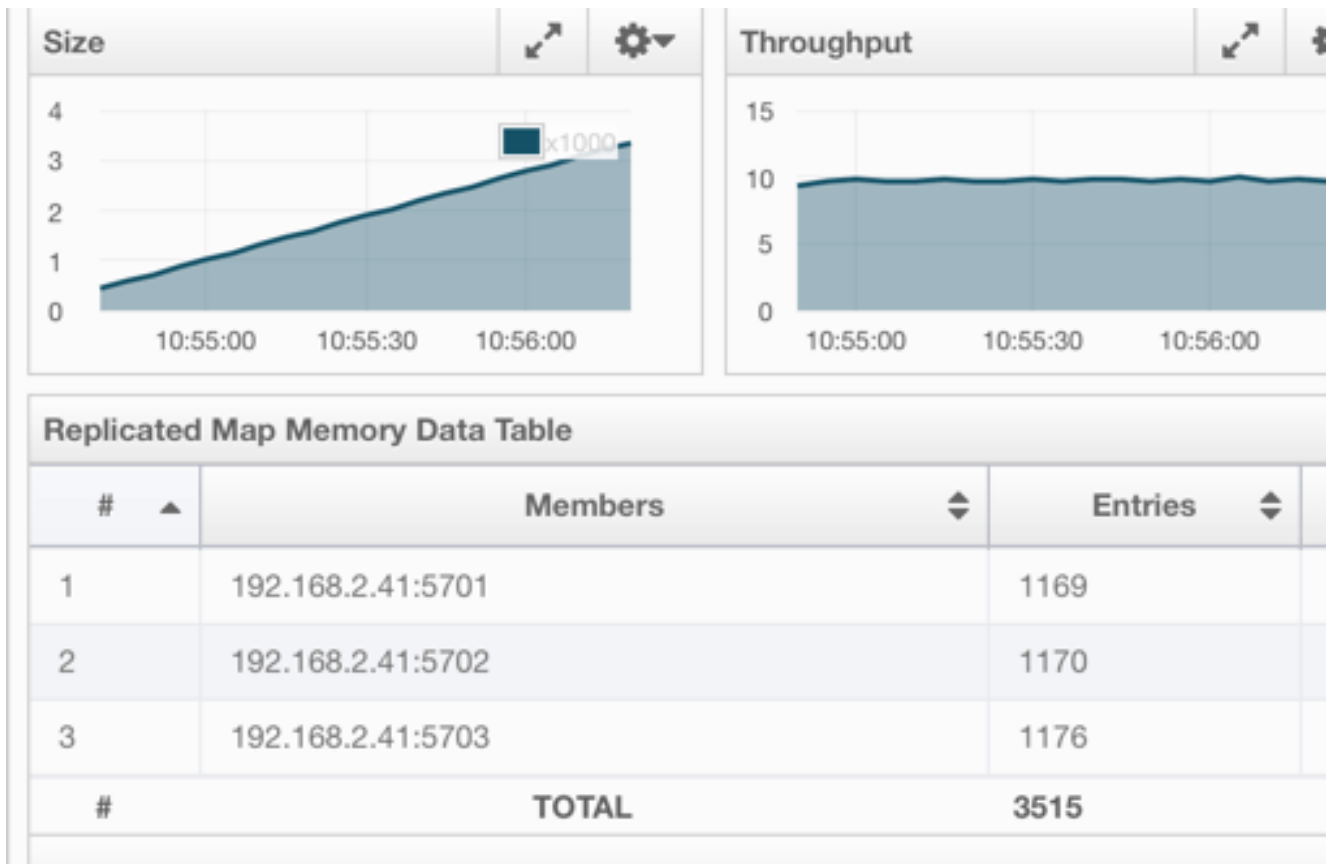 Size
Throughput
4
3
2
1
0
x1000
10:55:00 10:55:30 10:56:00
15
10
5
0
10:55:00 10:55:30 10:56:00
Replicated Map Memory Data Table
# Members Entries
1 192.168.2.41:5701 1169
2 192.168.2.41:5702 1170
3 192.168.2.41:5703 1176
# TOTAL 3515